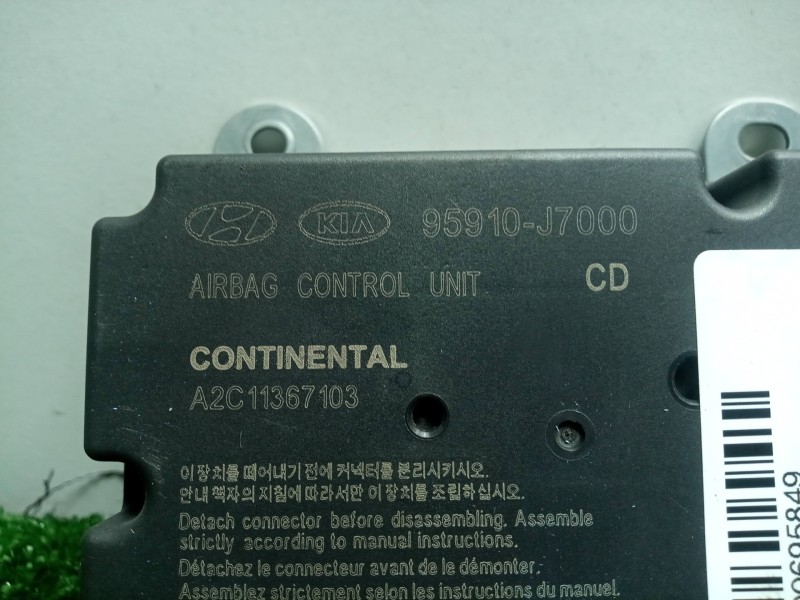 KIA 95910-J7000
AIRBAG CONTROL UNIT CD
CONTINENTAL
A2C11367103
이 장치를 떼어내기 전에 커넥터를 분리시키시오.
안내 책자의 지침에 따라서만 이 장치를 조립하십시오.
Detach connector before disassembling. Assemble
strictly according to manual instructions.
Détachez le connecteur avant de le démonter.
Assemblez strictement selon les instructions du manuel.